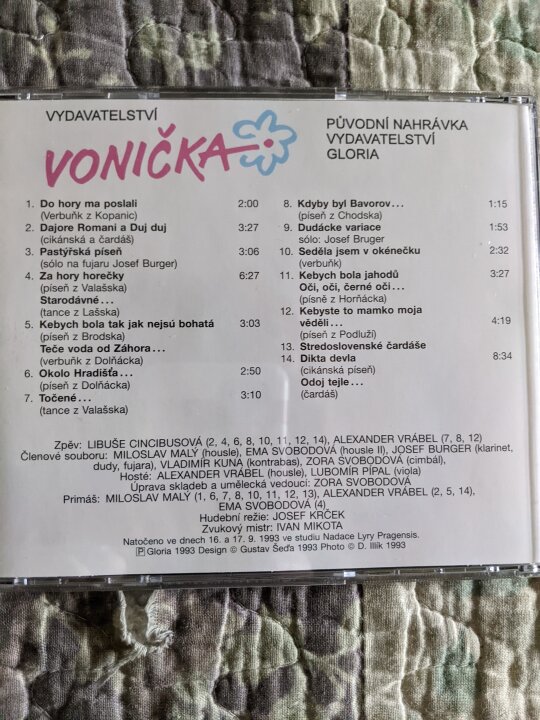 VYDAVATELSTVÍ
VONIČKA
PŮVODNÍ NAHRÁVKA
VYDAVATELSTVÍ
GLORIA
1. Do hory ma poslali 2:00
(Verbuňk z Kopanic)
2. Dajore Romani a Duj duj 3:27
(cikánská a čardáš)
3. Pastýřská píseň 3:06
(sólo na fujaru Josef Burger)
4. Za hory horečky 6:27
(píseň z Valašska)
Starodávné...
(tance z Lašska)
5. Kebych bola tak jak nejsú bohatá 3:03
(píseň z Brodska)
Teče voda od Záhora...
(verbuňk z Dolňácka)
6. Okolo Hradišťa... 2:50
(píseň z Dolňácka)
7. Točené... 3:10
(tance z Valašska)
8. Kdyby byl Bavorov... 1:15
(píseň z Chodska)
9. Dudácke variace 1:53
sólo: Josef Bruger
10. Seděla jsem v okénečku 2:32
(verbuňk)
11. Kebych bola jahodů 3:27
Oči, oči, černé oči...
(písně z Horňácka)
12. Kebyste to mamko moja
věděli... 4:19
(píseň z Podluží)
13. Stredoslovenské čardáše
14. Dikta devla 8:34
(cikánská píseň)
Odoj tejle...
(čardáš)
Zpěv: LIBUŠE CINCIBUSOVÁ (2, 4, 6, 8, 10, 11, 12, 14), ALEXANDER VRÁBEL (7, 8, 12)
Členové souboru: MILOSLAV MALÝ (housle), EMA SVOBODOVÁ (housle II), JOSEF BURGER (klarinet,
dudy, fujara), VLADIMÍR KUNA (kontrabas), ZORA SVOBODOVÁ (cimbál),
Hosté: ALEXANDER VRÁBEL (housle), LUBOMÍR PÍPAL (viola)
Úprava skladeb a umělecká vedoucí: ZORA SVOBODOVÁ
Primáš: MILOSLAV MALÝ (1, 6, 7, 8, 10, 11, 12, 13), ALEXANDER VRÁBEL (2, 5, 14),
EMA SVOBODOVÁ (4)
Hudební režie: JOSEF KRČEK
Zvukový mistr: IVAN MIKOTA
Natočeno ve dnech 16. a 17. 9. 1993 ve studiu Nadace Lyry Pragensis.
Ⓟ Gloria 1993 Design © Gustav Šeďa 1993 Photo © D. Illík 1993